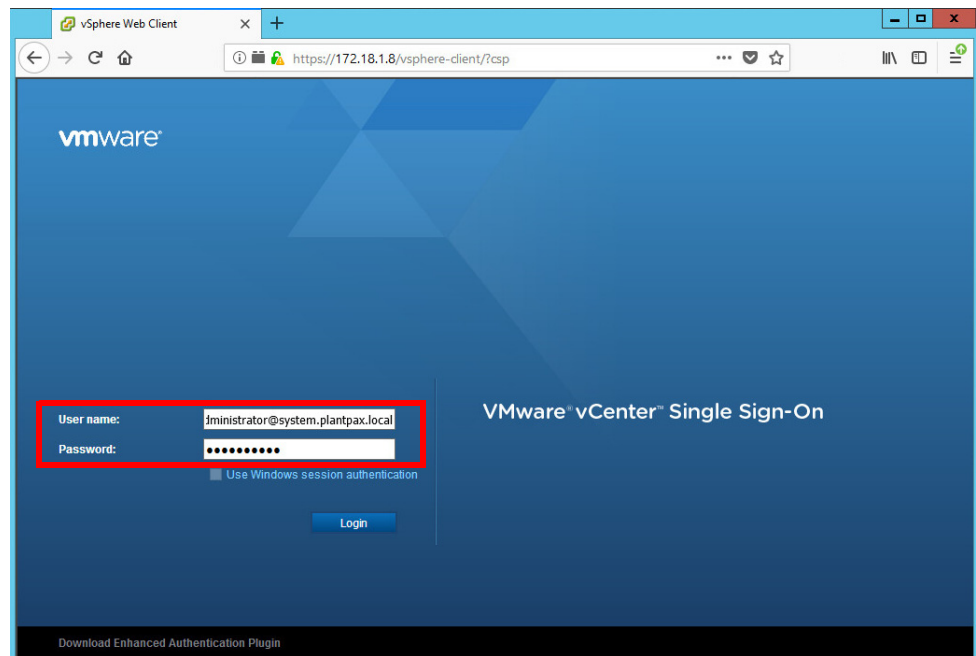 vSphere Web Client
https://172.18.1.8/vsphere-client/?csp
vmware®
User name: dministrator@system.plantpax.local
Password: ••••••••••
Use Windows session authentication
Login
VMware® vCenter™ Single Sign-On
Download Enhanced Authentication Plugin